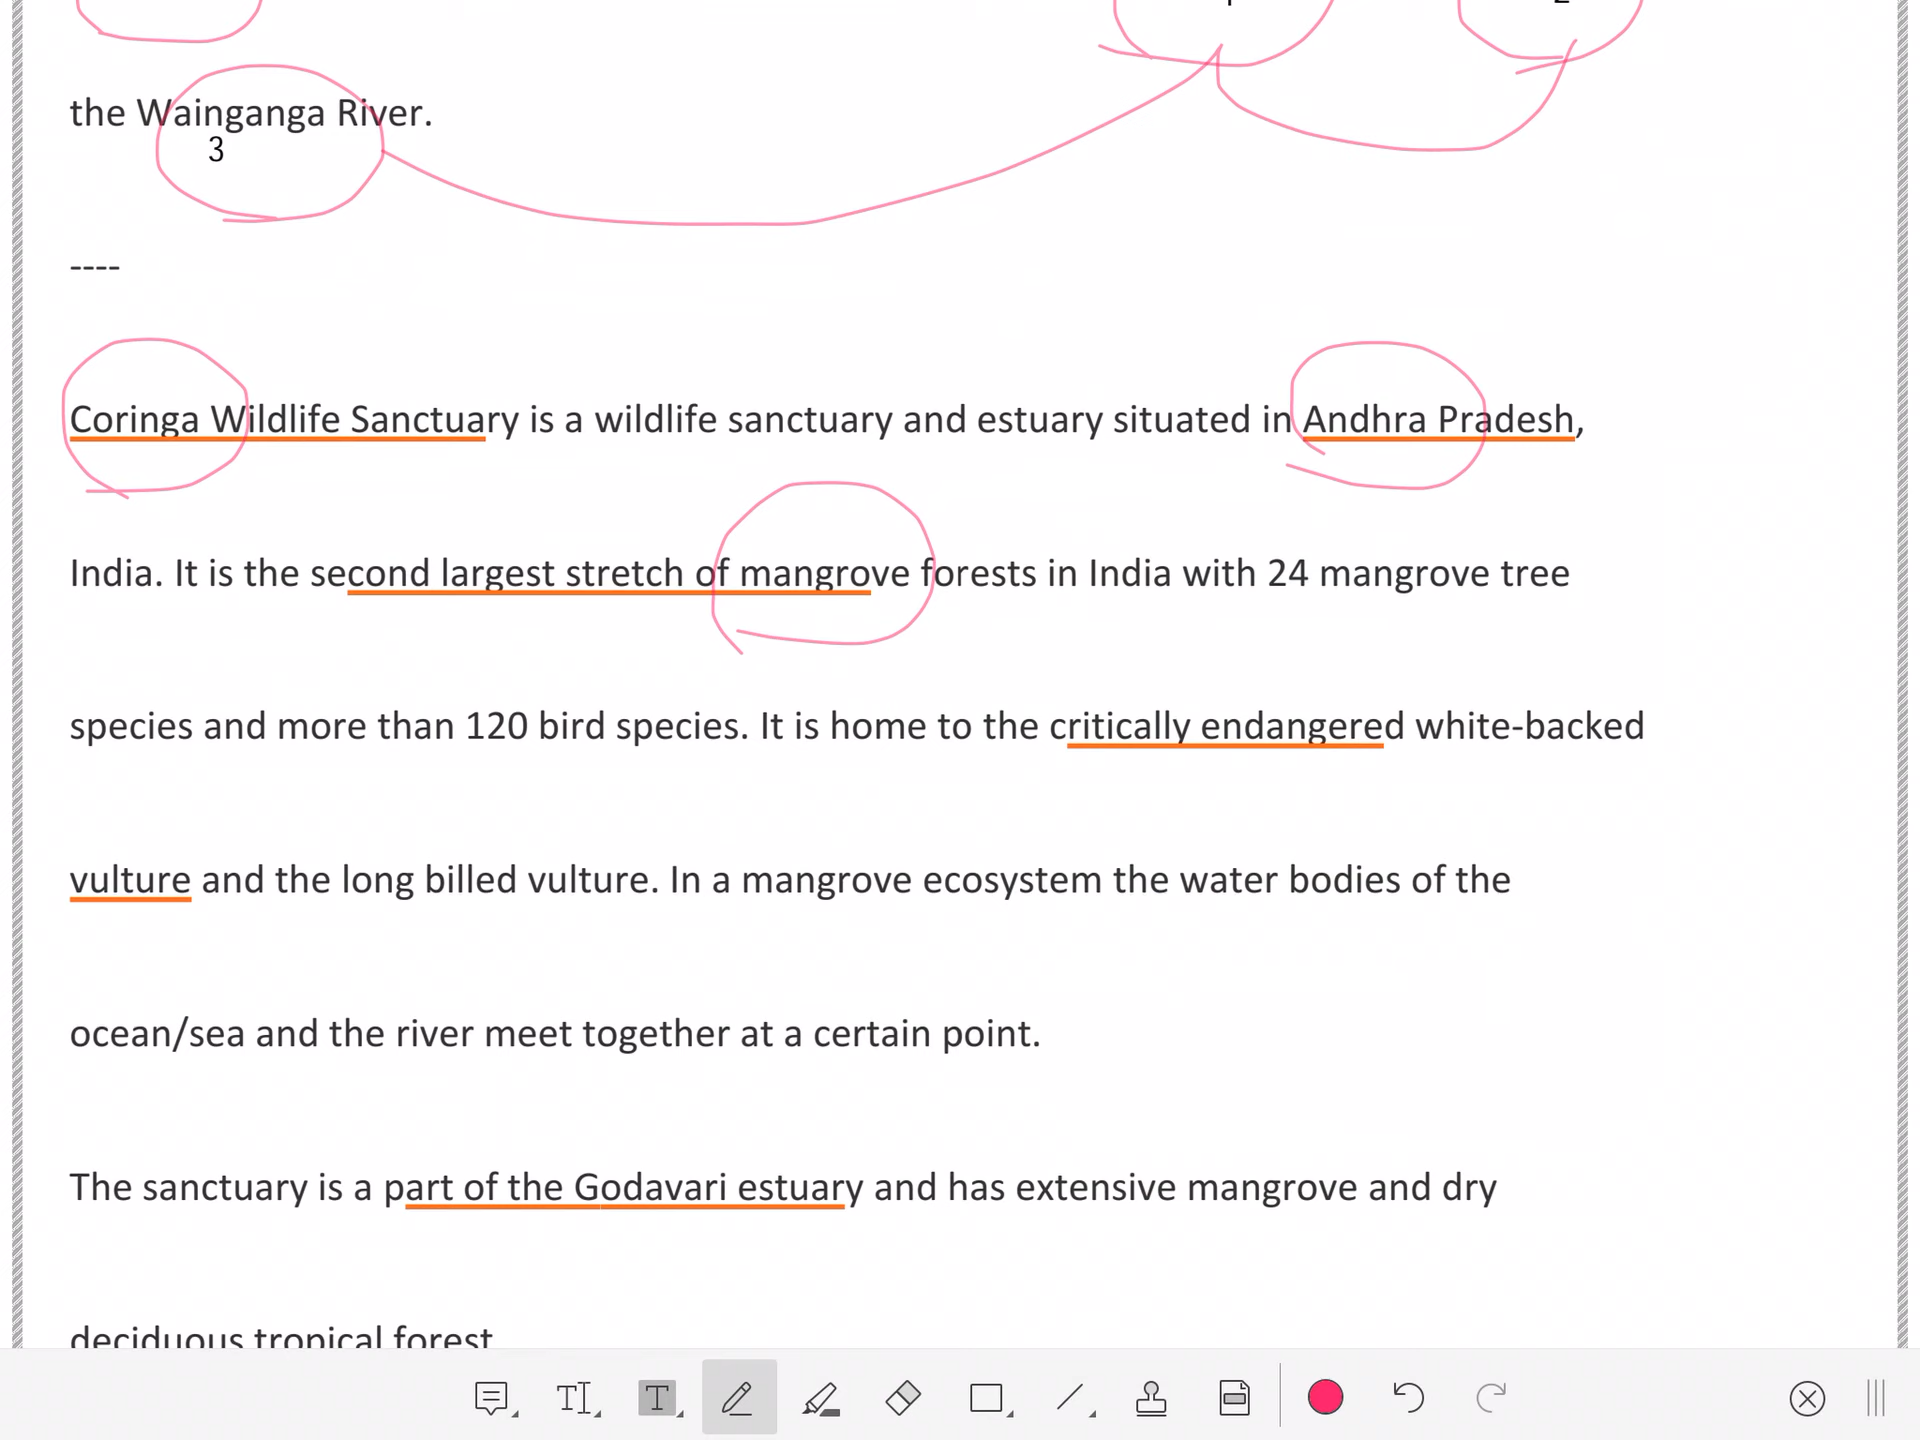 2
the Wainganga River.
3
----
Coringa Wildlife Sanctuary is a wildlife sanctuary and estuary situated in Andhra Pradesh,
India. It is the second largest stretch of mangrove forests in India with 24 mangrove tree
species and more than 120 bird species. It is home to the critically endangered white-backed
vulture and the long billed vulture. In a mangrove ecosystem the water bodies of the
ocean/sea and the river meet together at a certain point.
The sanctuary is a part of the Godavari estuary and has extensive mangrove and dry
deciduous tropical forest